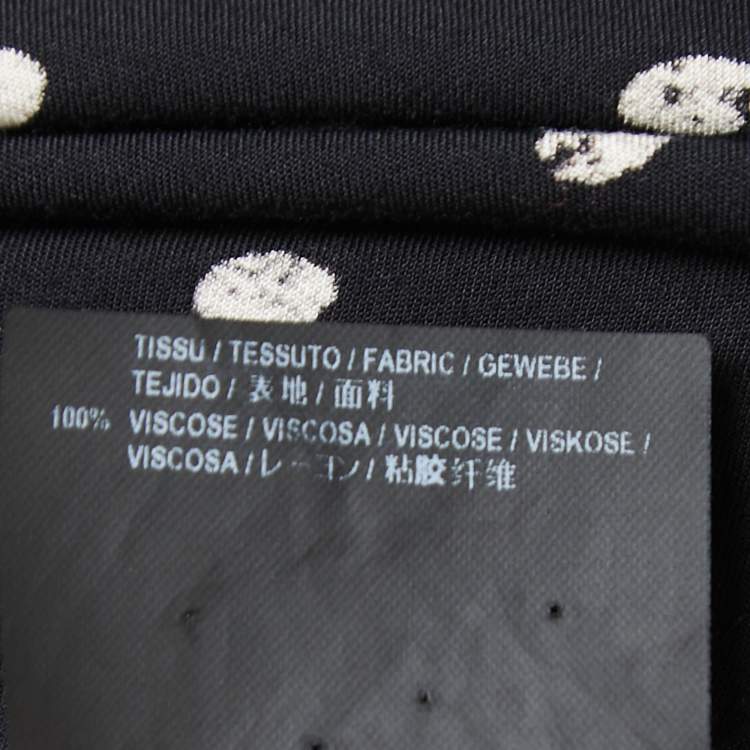 TISSU / TESSUTO / FABRIC / GEWEBE /
TEJIDO / 表地 / 面料
100% VISCOSE / VISCOSA / VISCOSE / VISKOSE /
VISCOSA / レーヨン / 粘胶纤维